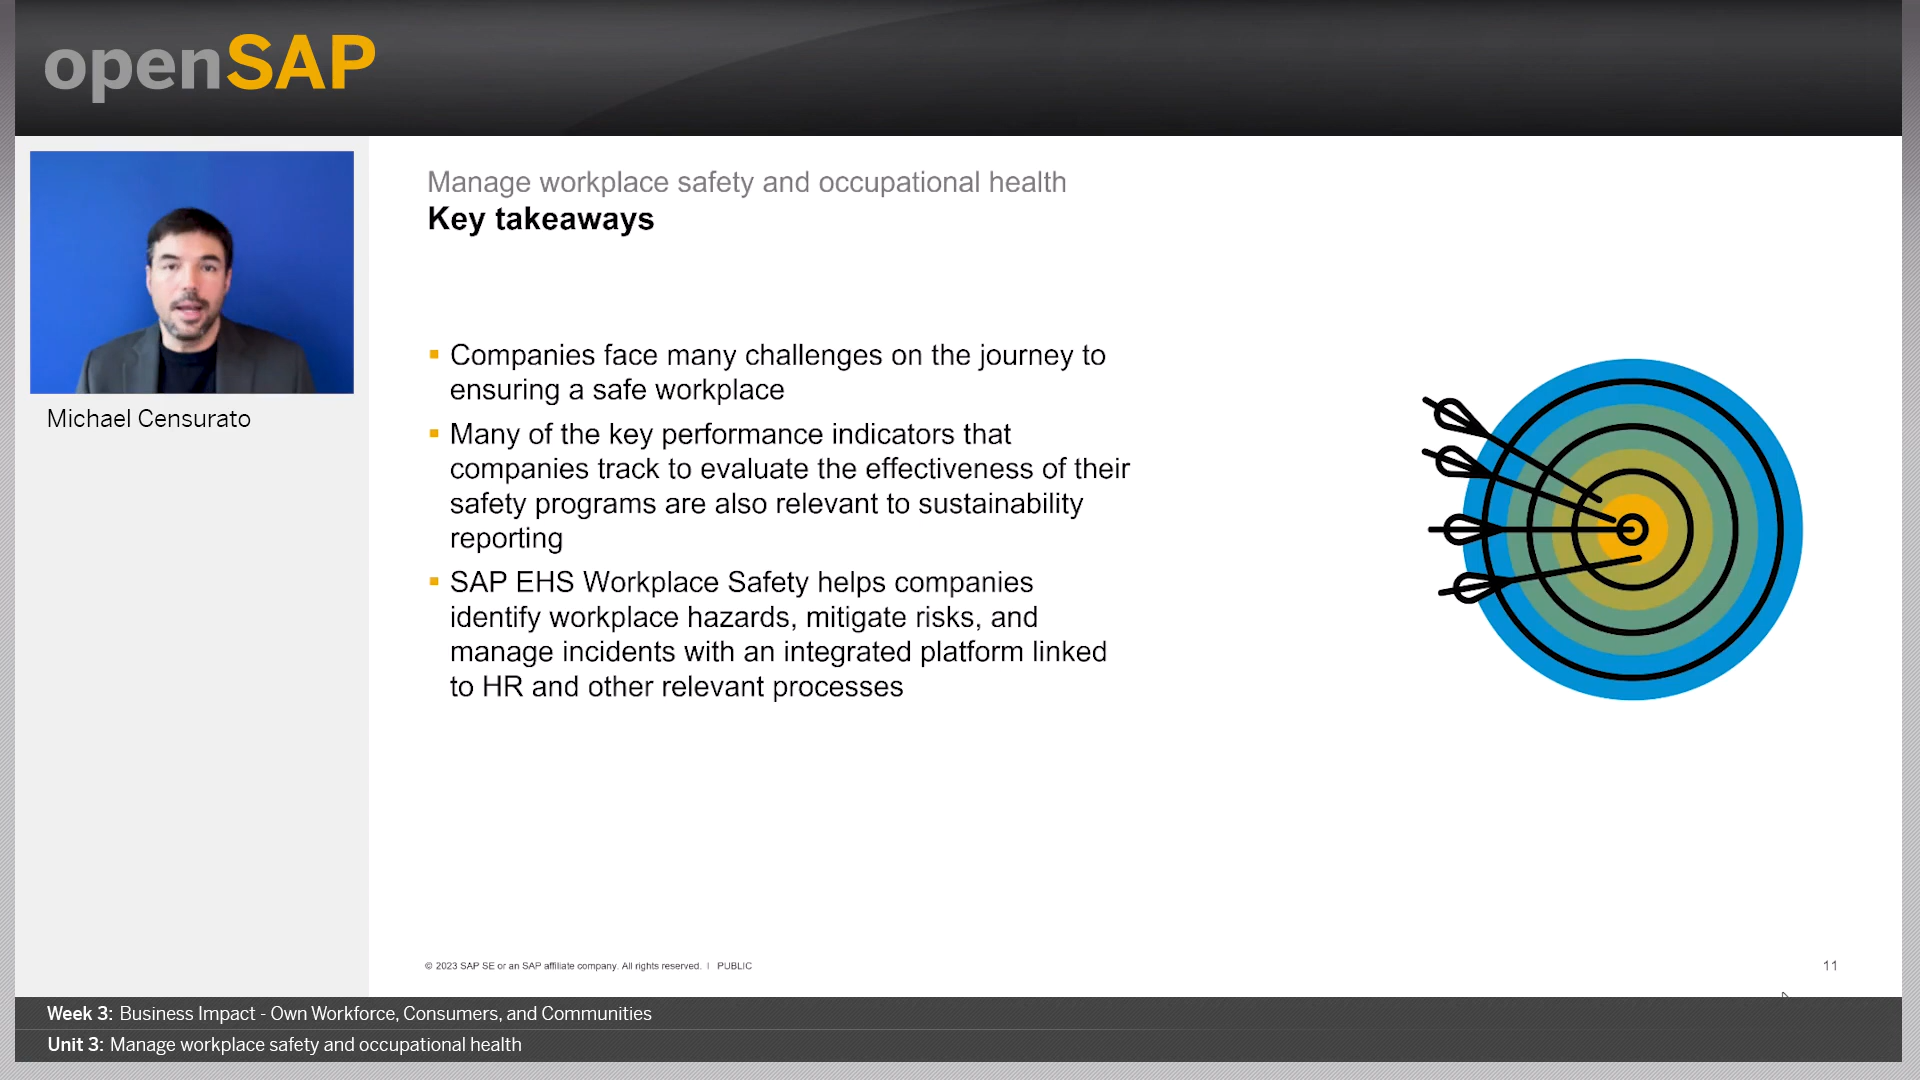 openSAP
Michael Censurato
Manage workplace safety and occupational health
Key takeaways
▪ Companies face many challenges on the journey to
ensuring a safe workplace
▪ Many of the key performance indicators that
companies track to evaluate the effectiveness of their
safety programs are also relevant to sustainability
reporting
▪ SAP EHS Workplace Safety helps companies
identify workplace hazards, mitigate risks, and
manage incidents with an integrated platform linked
to HR and other relevant processes
© 2023 SAP SE or an SAP affiliate company. All rights reserved. | PUBLIC
11
Week 3: Business Impact - Own Workforce, Consumers, and Communities
Unit 3: Manage workplace safety and occupational health